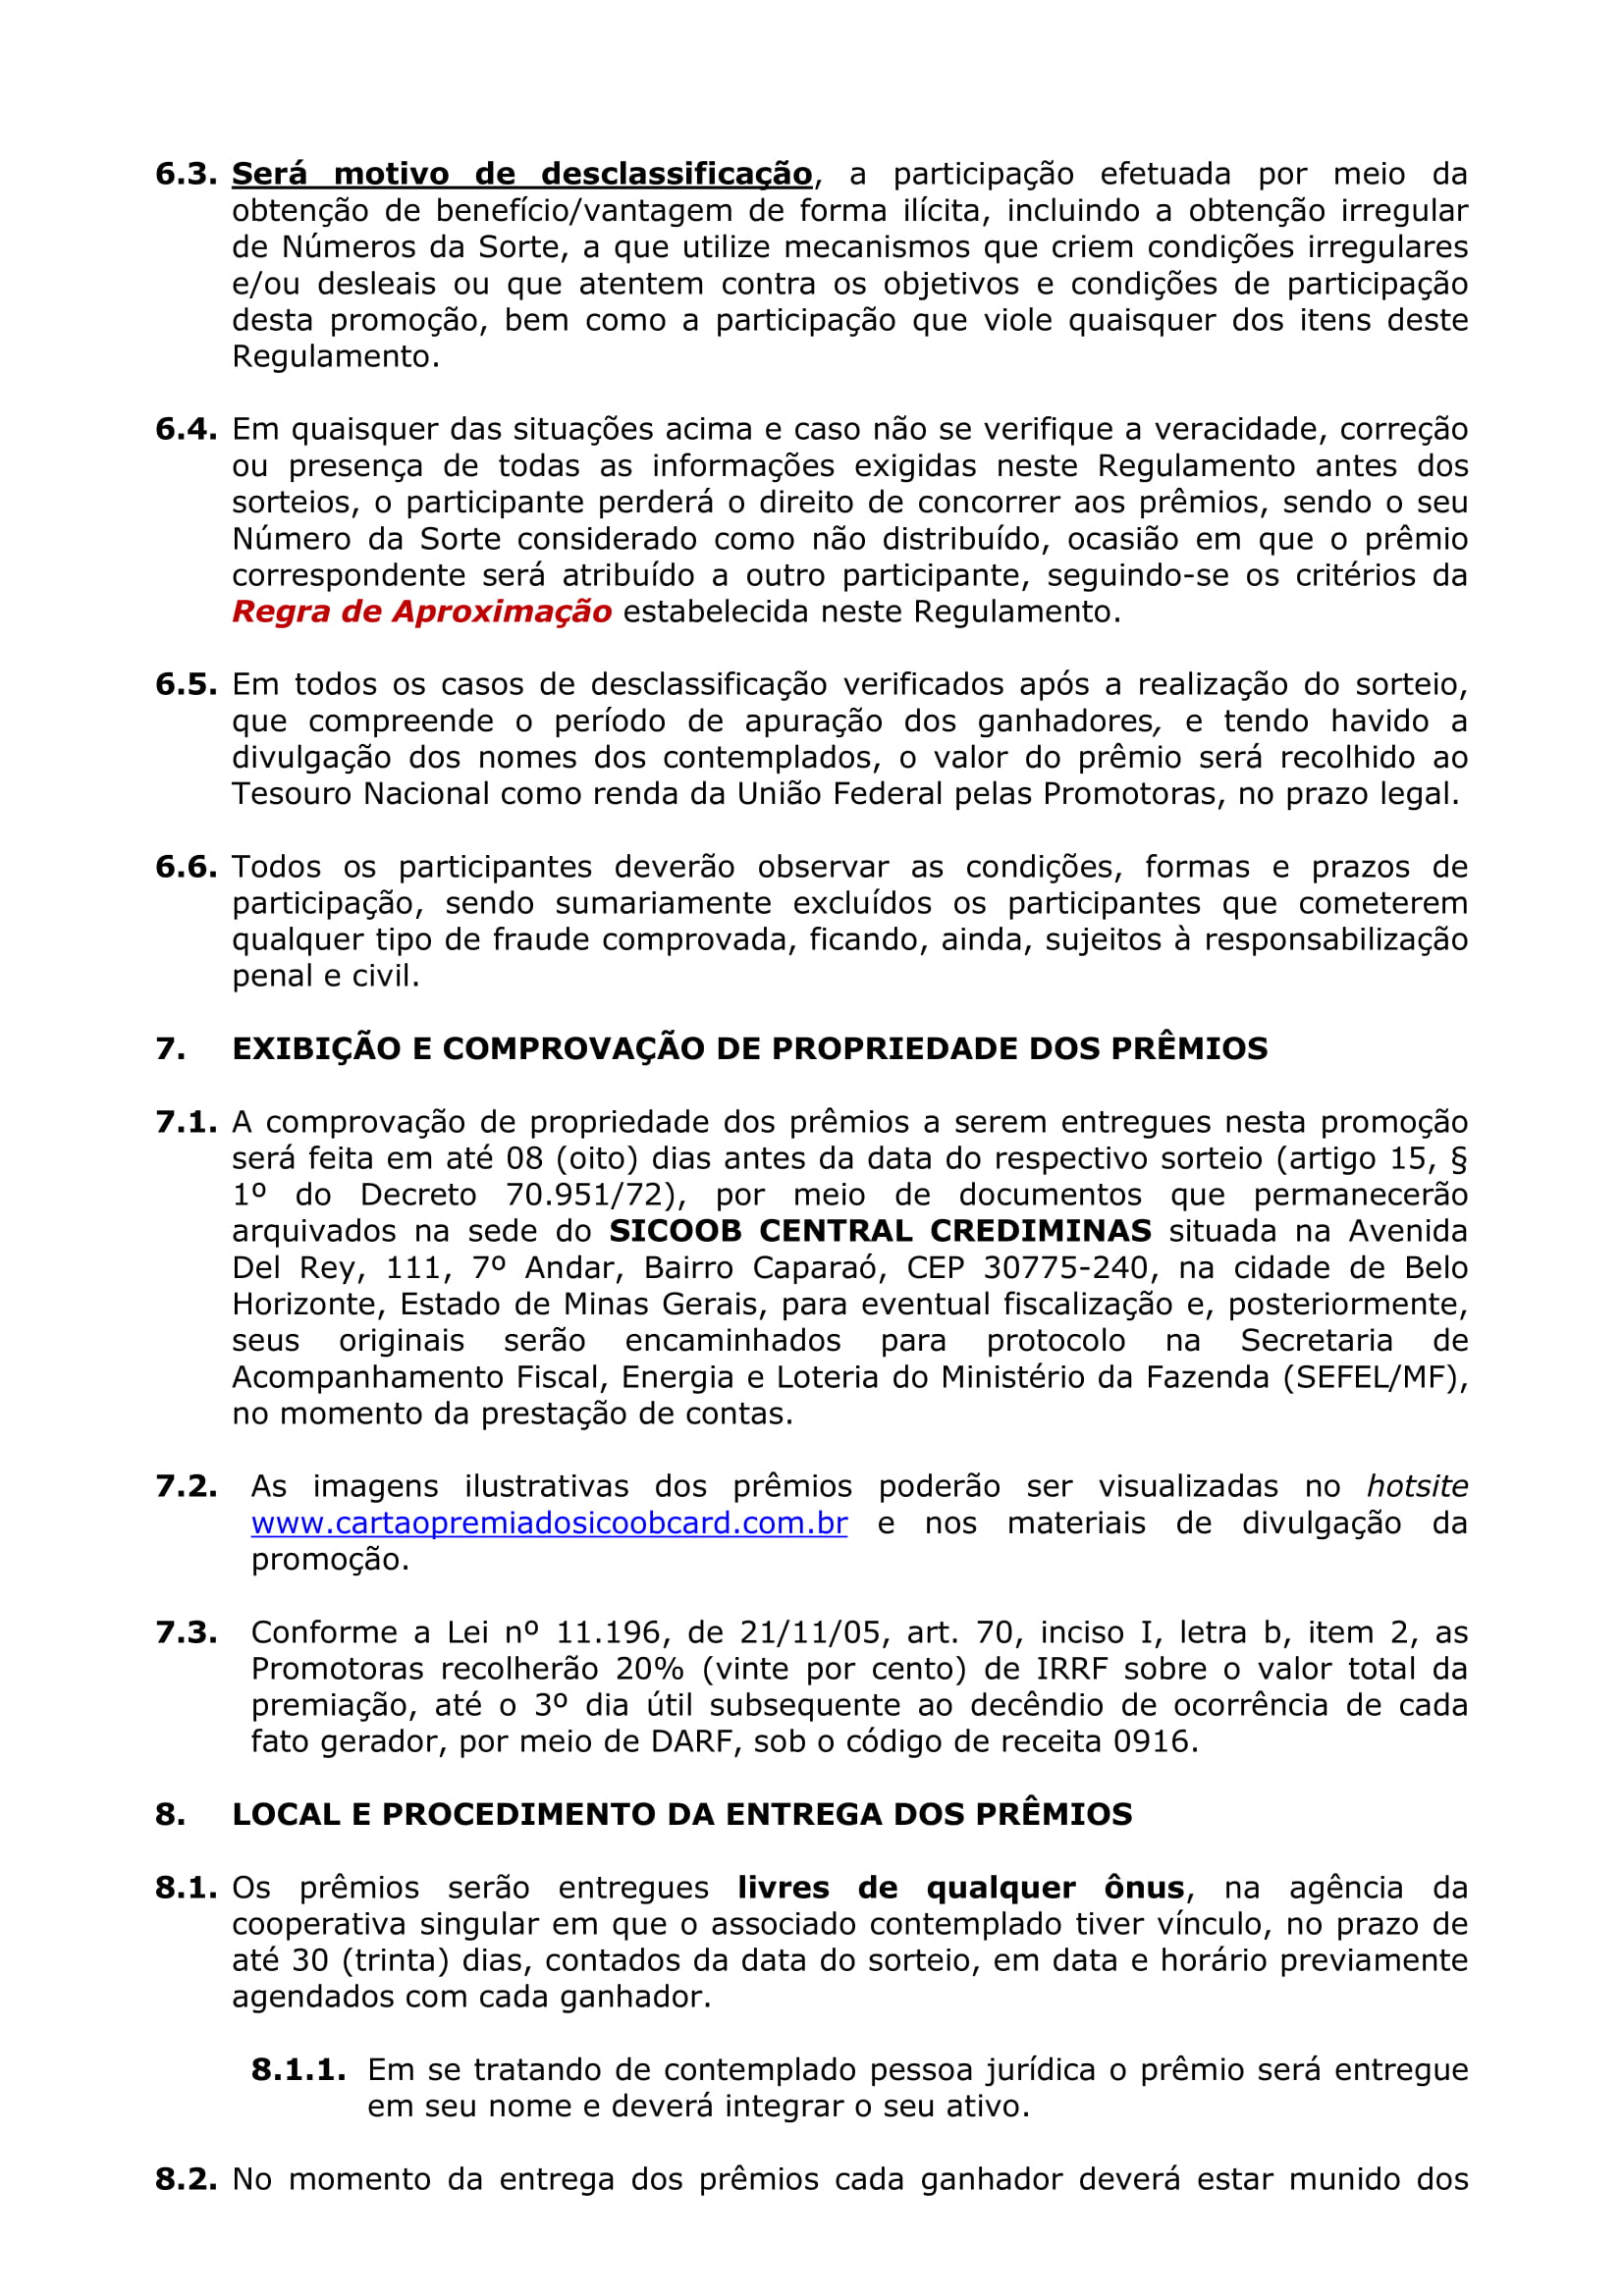 6.3. Será motivo de desclassificação, a participação efetuada por meio da
obtenção de benefício/vantagem de forma ilícita, incluindo a obtenção irregular
de Números da Sorte, a que utilize mecanismos que criem condições irregulares
e/ou desleais ou que atentem contra os objetivos e condições de participação
desta promoção, bem como a participação que viole quaisquer dos itens deste
Regulamento.
6.4. Em quaisquer das situações acima e caso não se verifique a veracidade, correção
ou presença de todas as informações exigidas neste Regulamento antes dos
sorteios, o participante perderá o direito de concorrer aos prêmios, sendo o seu
Número da Sorte considerado como não distribuído, ocasião em que o prêmio
correspondente será atribuído a outro participante, seguindo-se os critérios da
Regra de Aproximação estabelecida neste Regulamento.
6.5. Em todos os casos de desclassificação verificados após a realização do sorteio,
que compreende o período de apuração dos ganhadores, e tendo havido a
divulgação dos nomes dos contemplados, o valor do prêmio será recolhido ao
Tesouro Nacional como renda da União Federal pelas Promotoras, no prazo legal.
6.6. Todos os participantes deverão observar as condições, formas e prazos de
participação, sendo sumariamente excluídos os participantes que cometerem
qualquer tipo de fraude comprovada, ficando, ainda, sujeitos à responsabilização
penal e civil.
7. EXIBIÇÃO E COMPROVAÇÃO DE PROPRIEDADE DOS PRÊMIOS
7.1. A comprovação de propriedade dos prêmios a serem entregues nesta promoção
será feita em até 08 (oito) dias antes da data do respectivo sorteio (artigo 15, §
1º do Decreto 70.951/72), por meio de documentos que permanecerão
arquivados na sede do SICOOB CENTRAL CREDIMINAS situada na Avenida
Del Rey, 111, 7º Andar, Bairro Caparaó, CEP 30775-240, na cidade de Belo
Horizonte, Estado de Minas Gerais, para eventual fiscalização e, posteriormente,
seus originais serão encaminhados para protocolo na Secretaria de
Acompanhamento Fiscal, Energia e Loteria do Ministério da Fazenda (SEFEL/MF),
no momento da prestação de contas.
7.2. As imagens ilustrativas dos prêmios poderão ser visualizadas no hotsite
www.cartaopremiadosicoobcard.com.br e nos materiais de divulgação da
promoção.
7.3. Conforme a Lei nº 11.196, de 21/11/05, art. 70, inciso I, letra b, item 2, as
Promotoras recolherão 20% (vinte por cento) de IRRF sobre o valor total da
premiação, até o 3º dia útil subsequente ao decêndio de ocorrência de cada
fato gerador, por meio de DARF, sob o código de receita 0916.
8. LOCAL E PROCEDIMENTO DA ENTREGA DOS PRÊMIOS
8.1. Os prêmios serão entregues livres de qualquer ônus, na agência da
cooperativa singular em que o associado contemplado tiver vínculo, no prazo de
até 30 (trinta) dias, contados da data do sorteio, em data e horário previamente
agendados com cada ganhador.
8.1.1. Em se tratando de contemplado pessoa jurídica o prêmio será entregue
em seu nome e deverá integrar o seu ativo.
8.2. No momento da entrega dos prêmios cada ganhador deverá estar munido dos